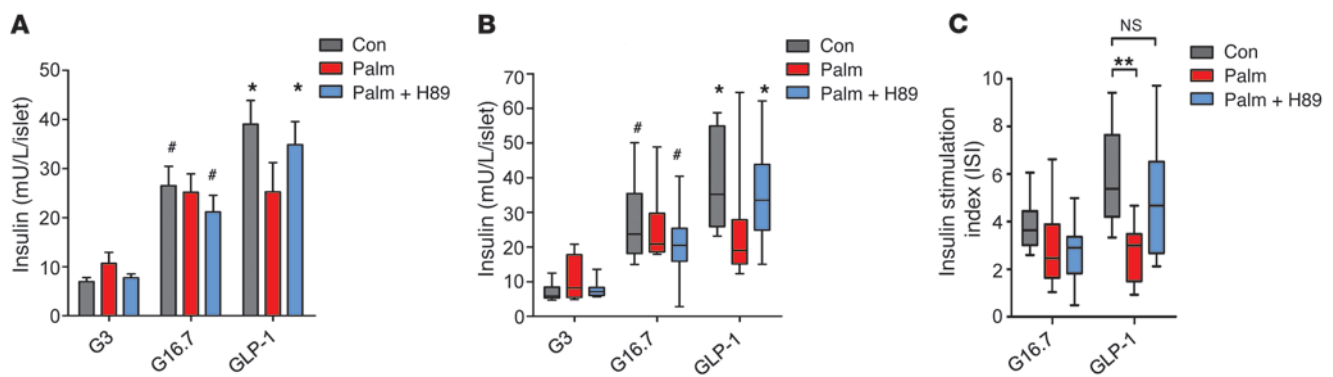 A
Con
Palm
Palm + H89
Insulin (mU/L/islet)
50
40
30
20
10
0
#
#
*
*
G3
G16.7
GLP-1
B
Con
Palm
Palm + H89
Insulin (mU/L/islet)
70
60
50
40
30
20
10
0
#
#
*
*
G3
G16.7
GLP-1
C
Con
Palm
Palm + H89
Insulin stimulation
index (ISI)
10
8
6
4
2
0
NS
**
G16.7
GLP-1